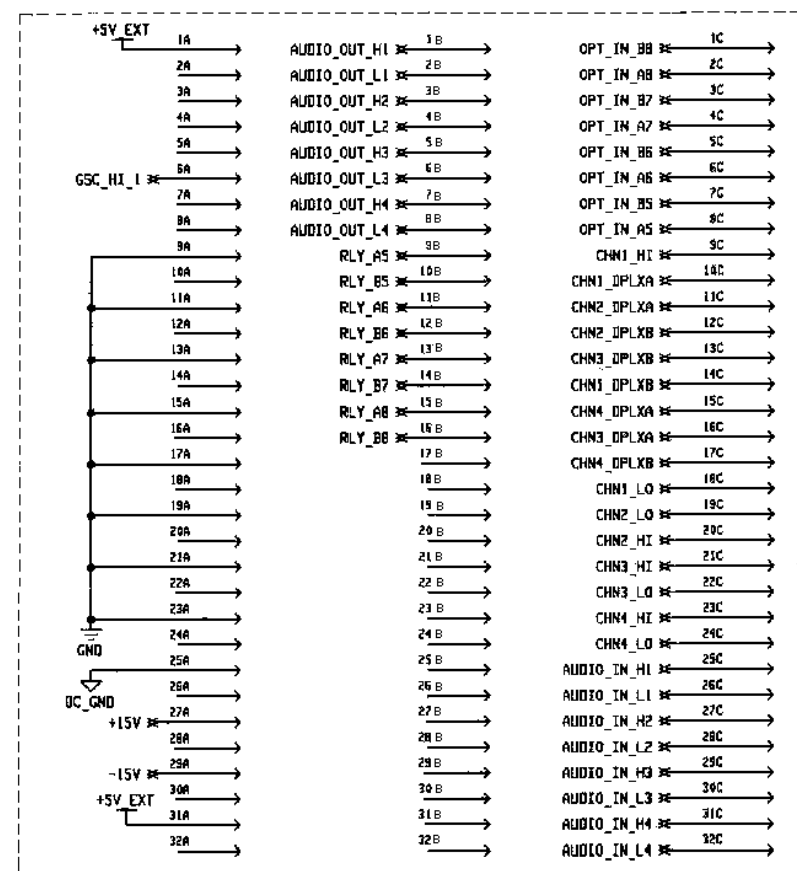 +5V_EXT 1A AUDIO_OUT_H1 1B OPT_IN_B8 1C
2A AUDIO_OUT_L1 2B OPT_IN_A8 2C
3A AUDIO_OUT_H2 3B OPT_IN_B7 3C
4A AUDIO_OUT_L2 4B OPT_IN_A7 4C
5A AUDIO_OUT_H3 5B OPT_IN_B6 5C
GSC_HI_1 6A AUDIO_OUT_L3 6B OPT_IN_A6 6C
7A AUDIO_OUT_H4 7B OPT_IN_B5 7C
8A AUDIO_OUT_L4 8B OPT_IN_A5 8C
9A RLY_A5 9B CHN1_HI 9C
10A RLY_B5 10B CHN1_DPLXA 10C
11A RLY_A6 11B CHN2_DPLXA 11C
12A RLY_B6 12B CHN2_DPLXB 12C
13A RLY_A7 13B CHN3_DPLXB 13C
14A RLY_B7 14B CHN1_DPLXB 14C
15A RLY_A8 15B CHN4_DPLXA 15C
16A RLY_B8 16B CHN3_DPLXA 16C
17A 17B CHN4_DPLXB 17C
18A 18B CHN1_LO 18C
19A 19B CHN2_LO 19C
20A 20B CHN2_HI 20C
21A 21B CHN3_HI 21C
22A 22B CHN3_LO 22C
23A 23B CHN4_HI 23C
GND 24A 24B CHN4_LO 24C
25A 25B AUDIO_IN_H1 25C
DC_GND 26A 26B AUDIO_IN_L1 26C
+15V 27A 27B AUDIO_IN_H2 27C
28A 28B AUDIO_IN_L2 28C
-15V 29A 29B AUDIO_IN_H3 29C
30A 30B AUDIO_IN_L3 30C
+5V_EXT 31A 31B AUDIO_IN_H4 31C
32A 32B AUDIO_IN_L4 32C